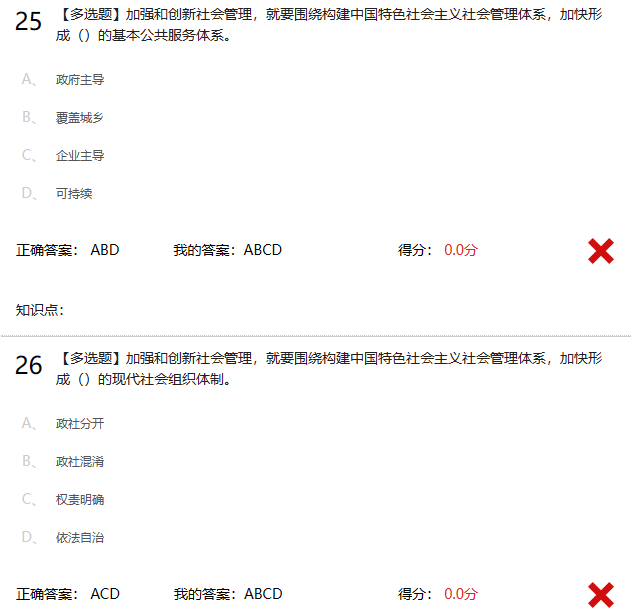 25 【多选题】加强和创新社会管理，就要围绕构建中国特色社会主义社会管理体系，加快形
成（）的基本公共服务体系。
A、 政府主导
B、 覆盖城乡
C、 企业主导
D、 可持续
正确答案： ABD 我的答案：ABCD 得分： 0.0分
知识点：
26 【多选题】加强和创新社会管理，就要围绕构建中国特色社会主义社会管理体系，加快形
成（）的现代社会组织体制。
A、 政社分开
B、 政社混淆
C、 权责明确
D、 依法自治
正确答案： ACD 我的答案：ABCD 得分： 0.0分